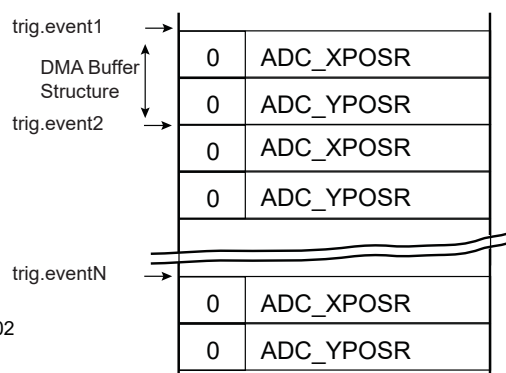 trig.event1
0 ADC_XPOSR
DMA Buffer
Structure
0 ADC_YPOSR
trig.event2
0 ADC_XPOSR
0 ADC_YPOSR
trig.eventN
0 ADC_XPOSR
02
0 ADC_YPOSR